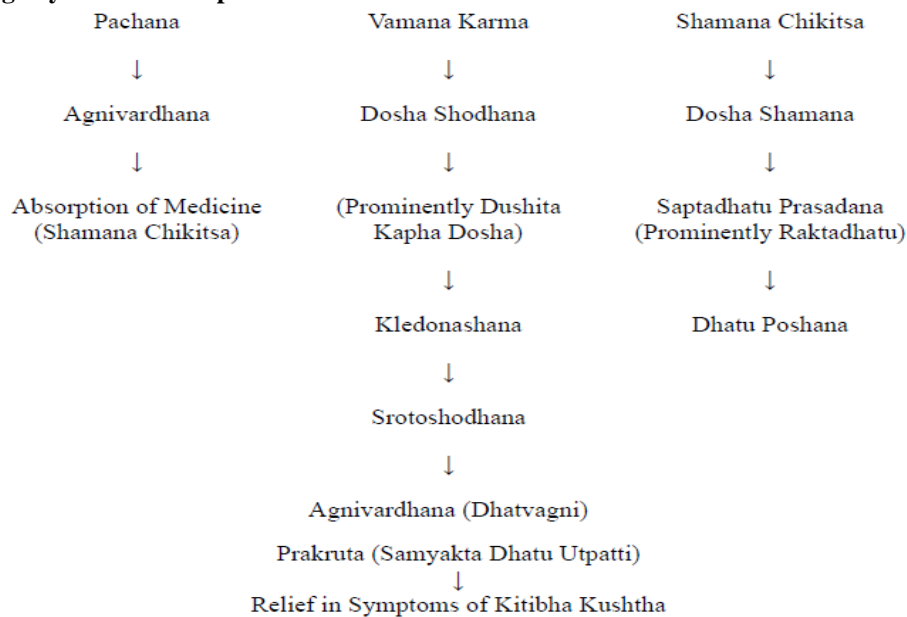 Pachana
↓
Agnivardhana
↓
Absorption of Medicine
(Shamana Chikitsa)
Vamana Karma
↓
Dosha Shodhana
↓
(Prominently Dushita
Kapha Dosha)
↓
Kledonashana
↓
Srotoshodhana
↓
Agnivardhana (Dhatvagni)
Prakruta (Samyakta Dhatu Utpatti)
↓
Relief in Symptoms of Kitibha Kushtha
Shamana Chikitsa
↓
Dosha Shamana
↓
Saptadhatu Prasadana
(Prominently Raktadhatu)
↓
Dhatu Poshana